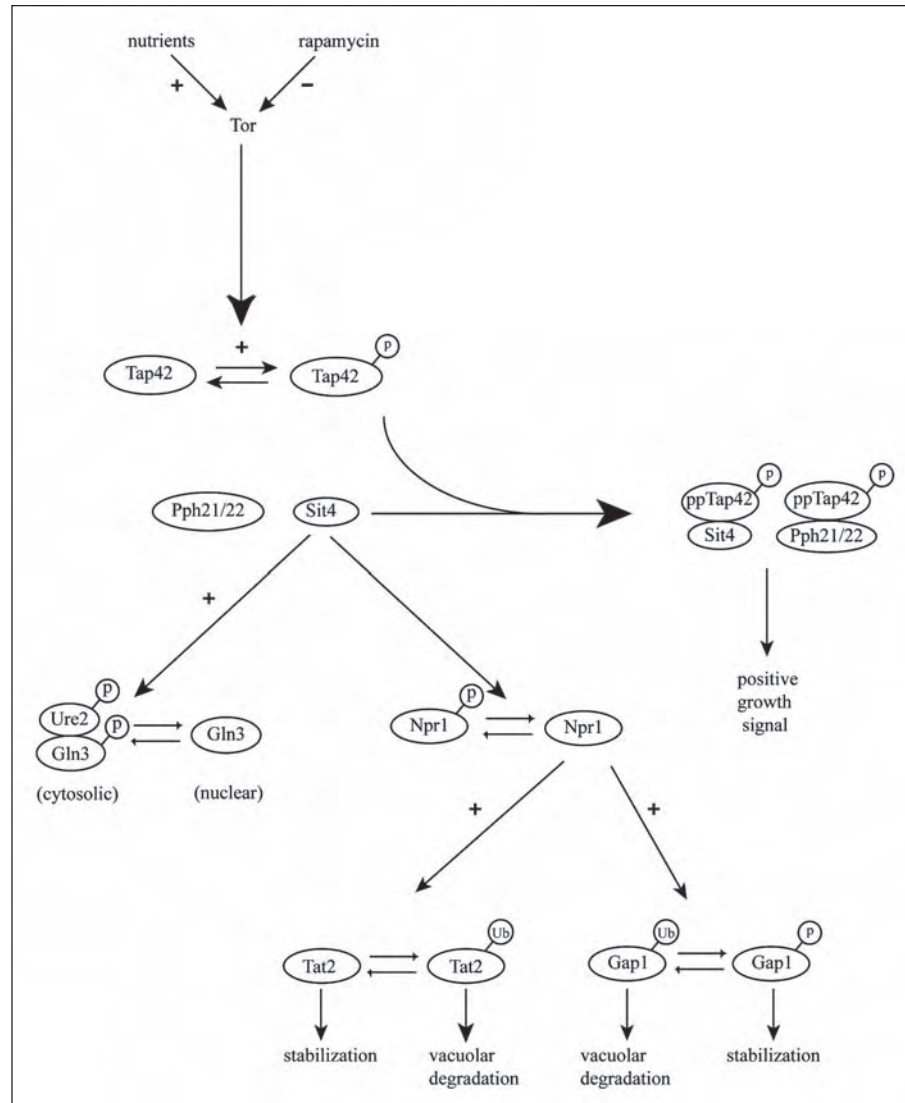 nutrients rapamycin
+ −
Tor
+
P
Tap42 Tap42
P P
ppTap42 ppTap42
Pph21/22 Sit4
Sit4 Pph21/22
+
positive
growth
signal
P
Ure2
P
Gln3
Gln3
P
Npr1
Npr1
(cytosolic) (nuclear)
+ +
Ub Ub P
Tat2 Tat2 Gap1 Gap1
stabilization vacuolar vacuolar stabilization
degradation degradation